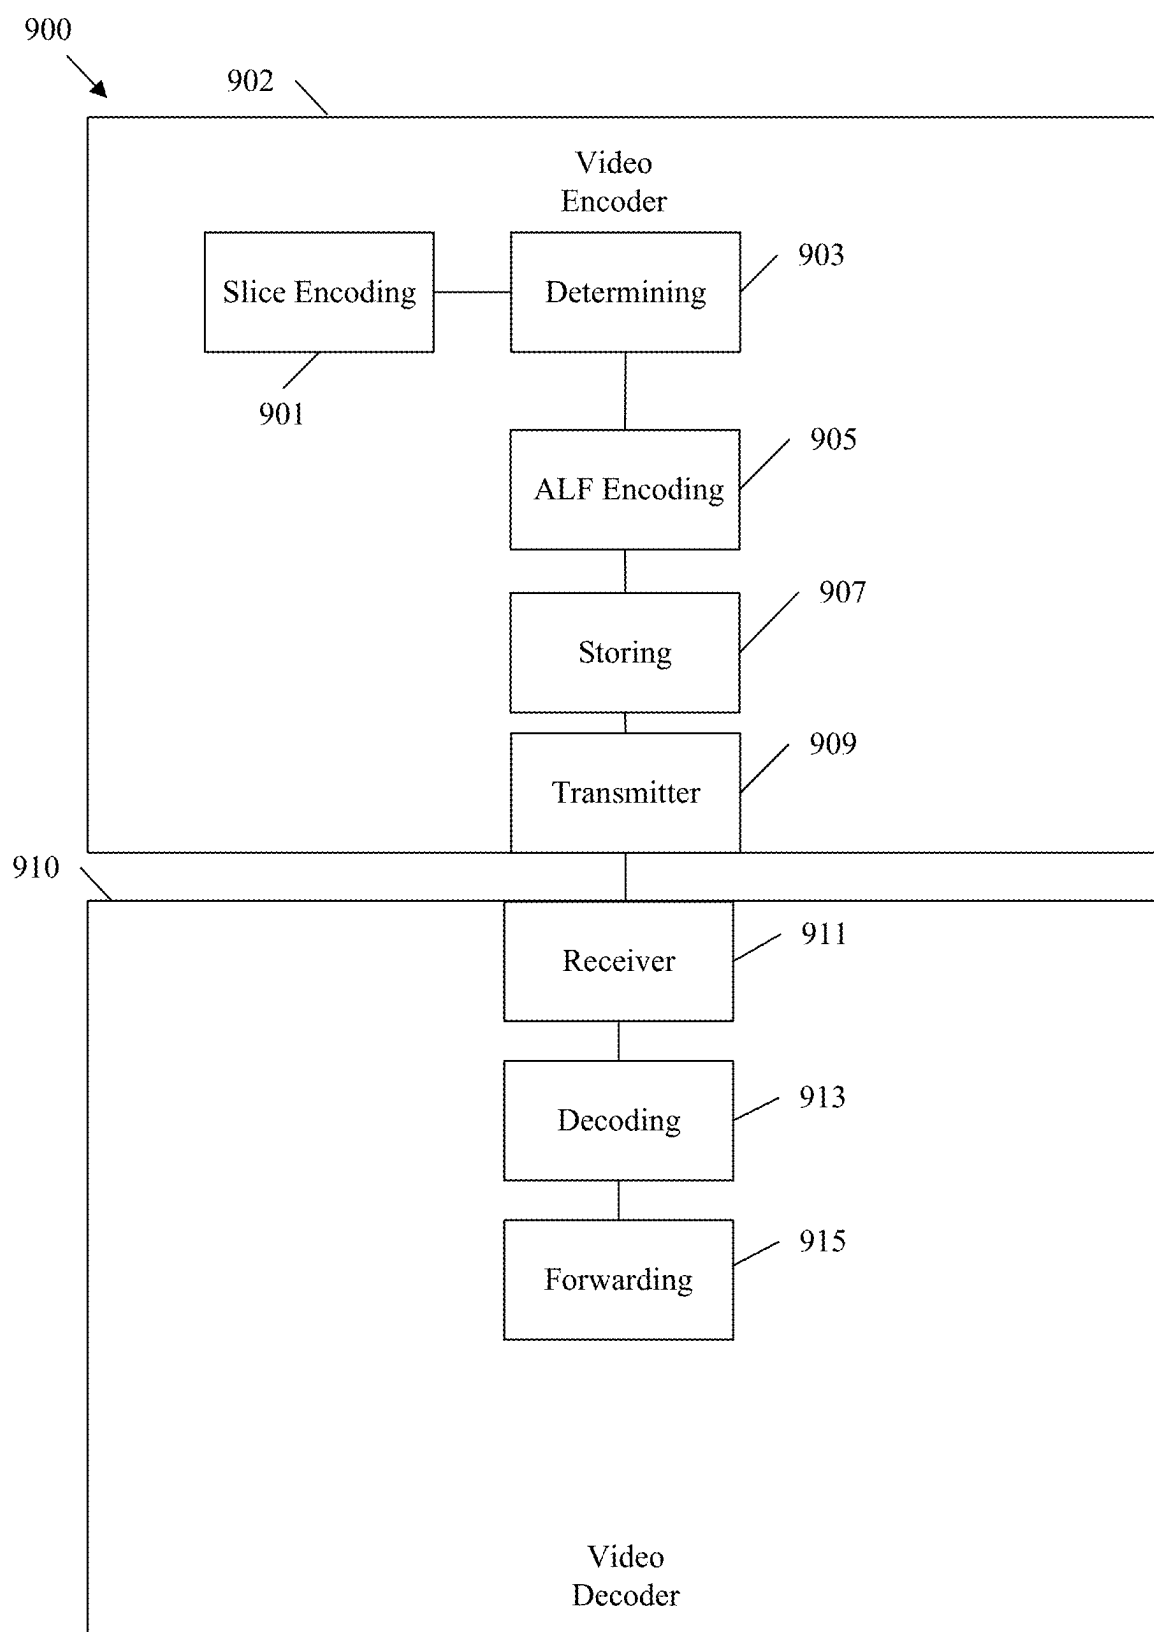 900
902
Video
Encoder
Slice Encoding
Determining
903
901
ALF Encoding
905
Storing
907
Transmitter
909
910
Receiver
911
Decoding
913
Forwarding
915
Video
Decoder